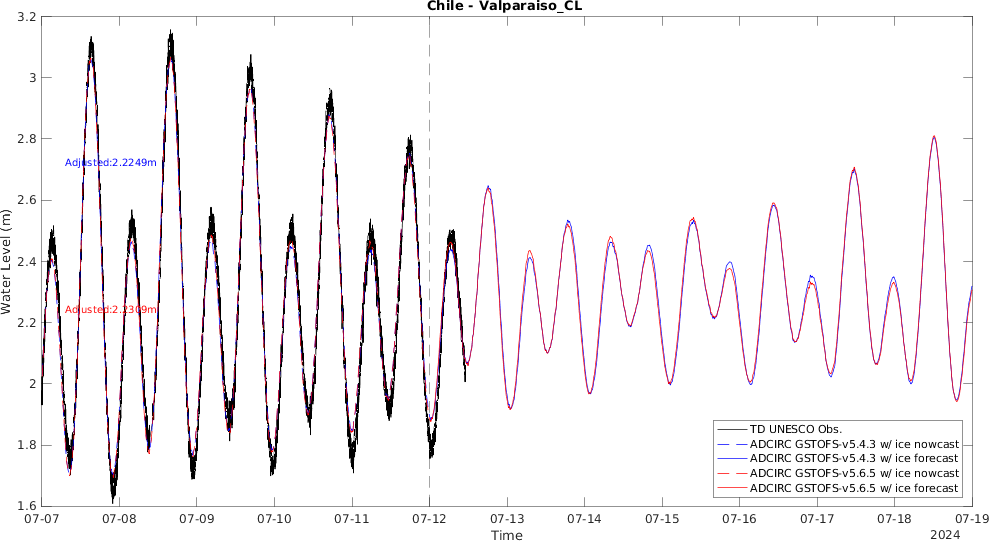 Chile - Valparaiso_CL
3.2
3
2.8
2.6
2.4
2.2
2
1.8
1.6
Water Level (m)
Adjusted:2.2249m
Adjusted:2.2309m
TD UNESCO Obs.
ADCIRC GSTOFS-v5.4.3 w/ ice nowcast
ADCIRC GSTOFS-v5.4.3 w/ ice forecast
ADCIRC GSTOFS-v5.6.5 w/ ice nowcast
ADCIRC GSTOFS-v5.6.5 w/ ice forecast
07-07 07-08 07-09 07-10 07-11 07-12 07-13 07-14 07-15 07-16 07-17 07-18 07-19
Time
2024